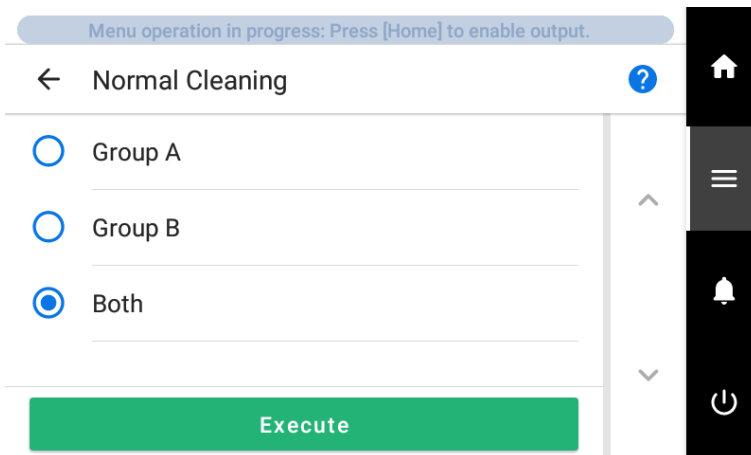 Menu operation in progress: Press [Home] to enable output.
Normal Cleaning
?
Group A
Group B
Both
Execute